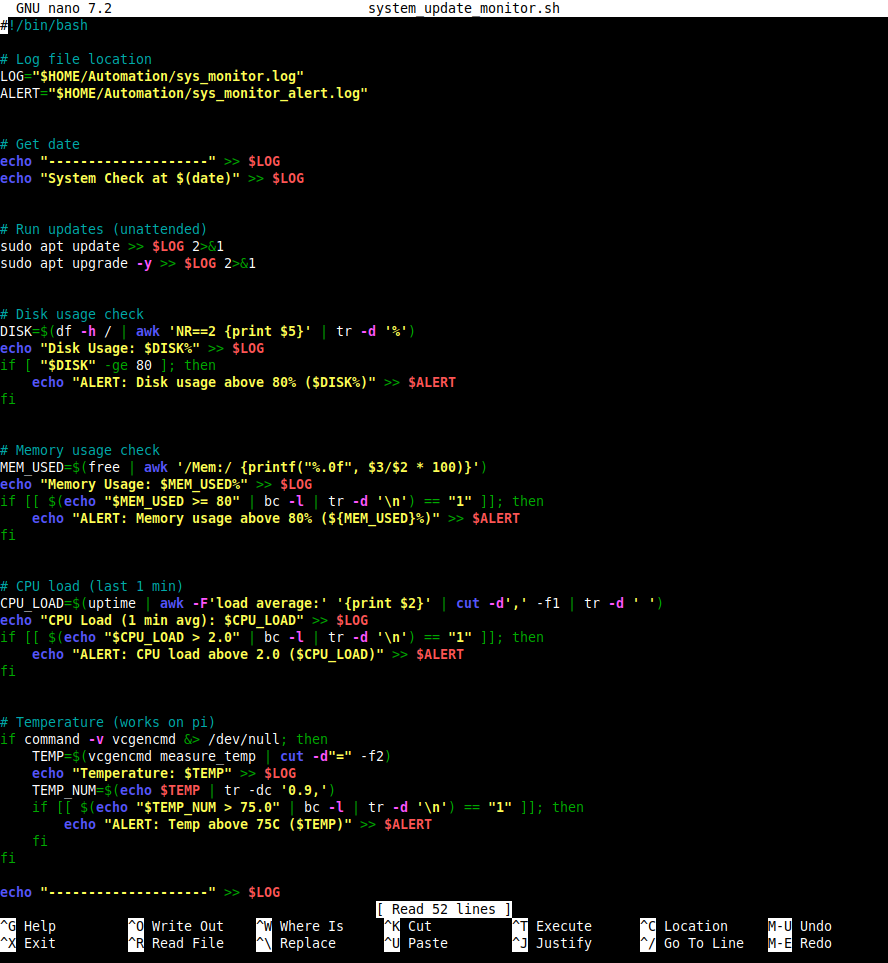 GNU nano 7.2 system_update_monitor.sh
#!/bin/bash
# Log file location
LOG="$HOME/Automation/sys_monitor.log"
ALERT="$HOME/Automation/sys_monitor_alert.log"
# Get date
echo "--------------------" >> $LOG
echo "System Check at $(date)" >> $LOG
# Run updates (unattended)
sudo apt update >> $LOG 2>&1
sudo apt upgrade -y >> $LOG 2>&1
# Disk usage check
DISK=$(df -h / | awk 'NR==2 {print $5}' | tr -d '%')
echo "Disk Usage: $DISK%" >> $LOG
if [ "$DISK" -ge 80 ]; then
    echo "ALERT: Disk usage above 80% ($DISK%)" >> $ALERT
fi
# Memory usage check
MEM_USED=$(free | awk '/Mem:/ {printf("%.0f", $3/$2 * 100)}')
echo "Memory Usage: $MEM_USED%" >> $LOG
if [[ $(echo "$MEM_USED >= 80" | bc -l | tr -d '\n') == "1" ]]; then
    echo "ALERT: Memory usage above 80% (${MEM_USED}%)" >> $ALERT
fi
# CPU load (last 1 min)
CPU_LOAD=$(uptime | awk -F'load average:' '{print $2}' | cut -d',' -f1 | tr -d ' ')
echo "CPU Load (1 min avg): $CPU_LOAD" >> $LOG
if [[ $(echo "$CPU_LOAD > 2.0" | bc -l | tr -d '\n') == "1" ]]; then
    echo "ALERT: CPU load above 2.0 ($CPU_LOAD)" >> $ALERT
fi
# Temperature (works on pi)
if command -v vcgencmd &> /dev/null; then
    TEMP=$(vcgencmd measure_temp | cut -d"=" -f2)
    echo "Temperature: $TEMP" >> $LOG
    TEMP_NUM=$(echo $TEMP | tr -dc '0.9,')
    if [[ $(echo "$TEMP_NUM > 75.0" | bc -l | tr -d '\n') == "1" ]]; then
        echo "ALERT: Temp above 75C ($TEMP)" >> $ALERT
    fi
fi
echo "--------------------" >> $LOG
[ Read 52 lines ]
^G Help ^O Write Out ^W Where Is ^K Cut ^T Execute ^C Location M-U Undo
^X Exit ^R Read File ^\ Replace ^U Paste ^J Justify ^/ Go To Line M-E Redo